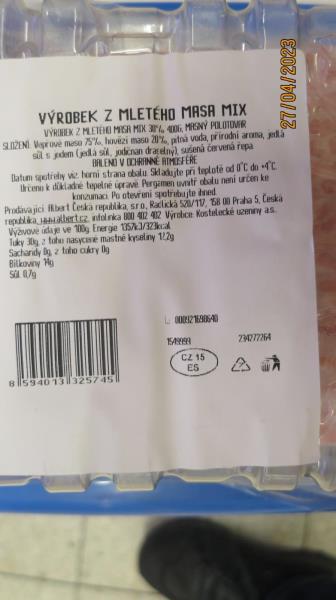 27/04/2023
VÝROBEK Z MLETÉHO MASA MIX
VÝROBEK Z MLETÉHO MASA MIX 30%, 400G, MASNÝ POLOTOVAR
SLOŽENÍ: Vepřové maso 75%, hovězí maso 20%, pitná voda, přírodní aroma, jedlá
sůl s jodem (jedlá sůl, jodičnan draselný), sušená červená řepa.
BALENO V OCHRANNÉ ATMOSFÉŘE
Datum spotřeby viz. horní strana obalu. Skladujte při teplotě od 0°C do +4°C.
Určeno k důkladné tepelné úpravě. Pergamen uvnitř obalu není určen ke
konzumaci. Po otevření spotřebujte ihned.
Prodávající: Albert Česká republika, s.r.o., Radlická 520/117, 158 00 Praha 5, Česká
republika, www.albert.cz, infolinka 800 402 402 Výrobce: Kostelecké uzeniny a.s.
Výživové údaje ve 100g: Energie 1357kJ/323kcal
Tuky 30g, z toho nasycené mastné kyseliny 12,2g
Sacharidy 0g, z toho cukry 0g
Bílkoviny 14g
Sůl 0,7g
L: 000921698640
1549999 234277264
CZ 15
ES
8 594013 325745